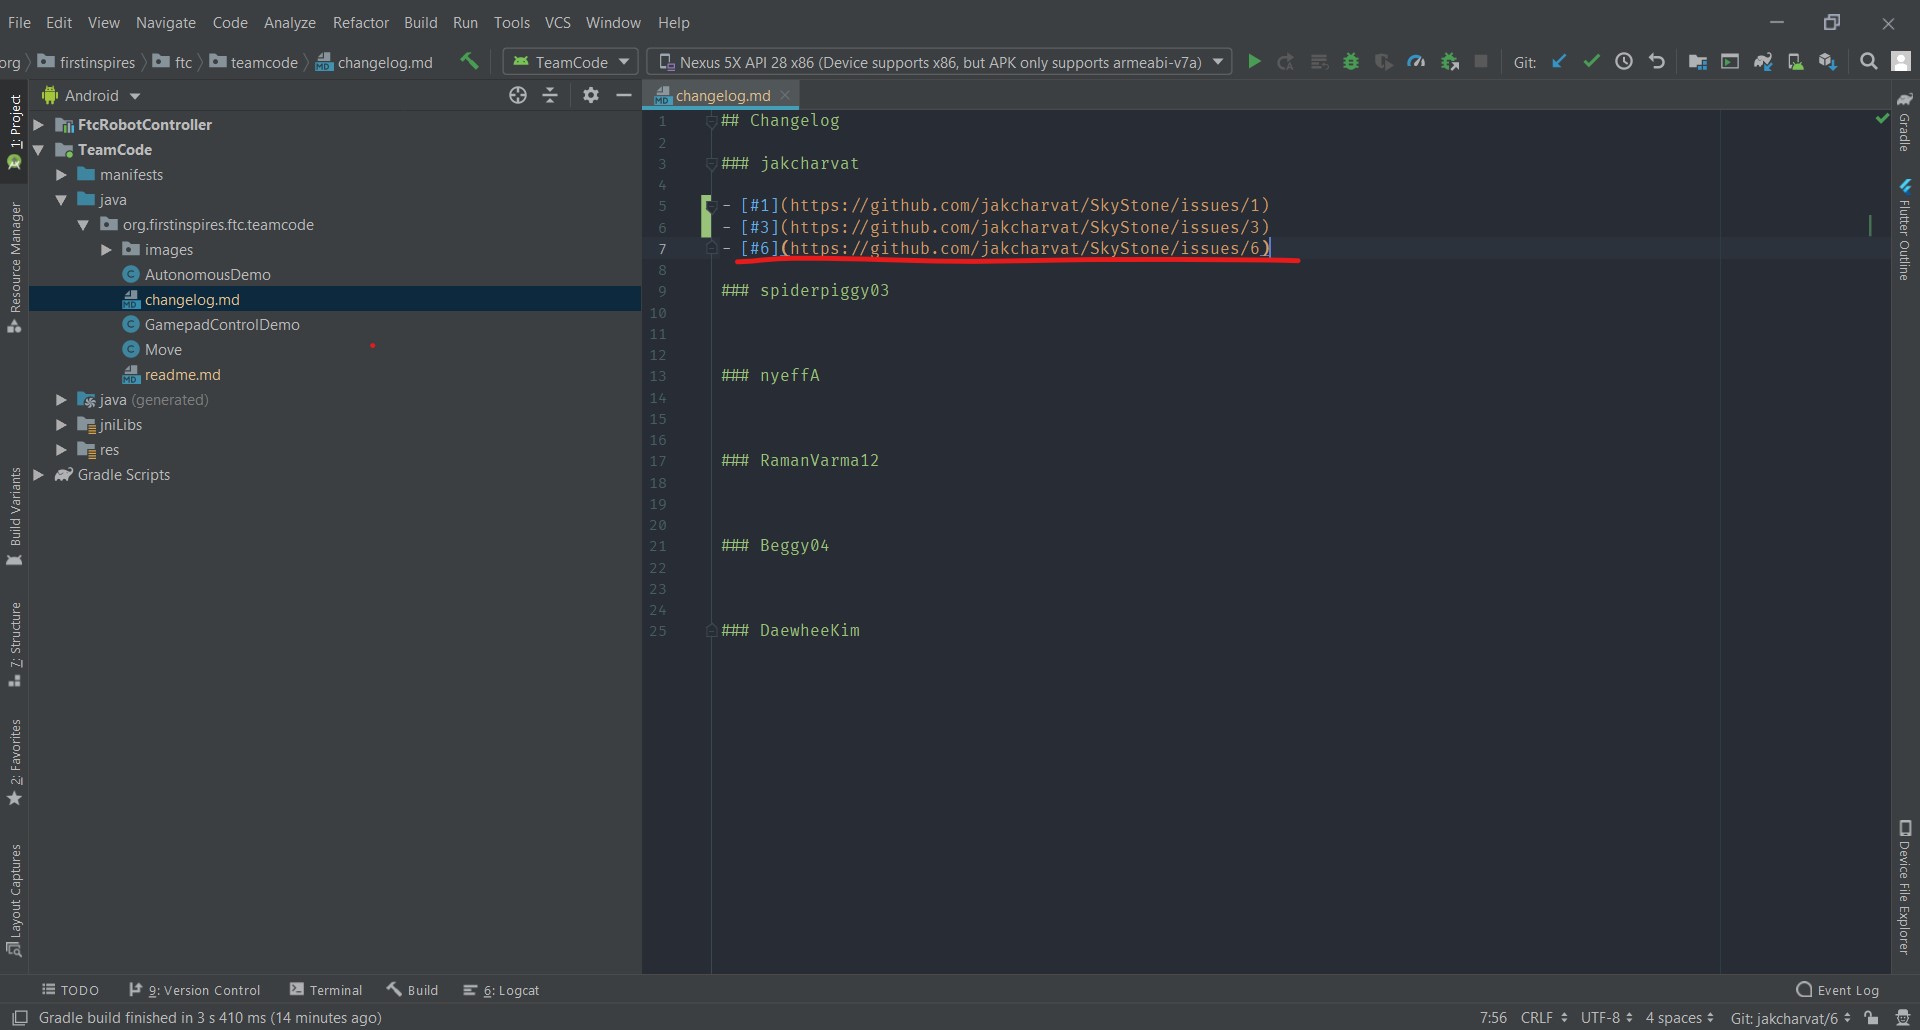 File Edit View Navigate Code Analyze Refactor Build Run Tools VCS Window Help
org firstinspires ftc teamcode changelog.md TeamCode Nexus 5X API 28 x86 (Device supports x86, but APK only supports armeabi-v7a) Git:
Android
changelog.md
1: Project
Resource Manager
Build Variants
7: Structure
2: Favorites
Layout Captures
FtcRobotController
TeamCode
manifests
java
org.firstinspires.ftc.teamcode
images
AutonomousDemo
changelog.md
GamepadControlDemo
Move
readme.md
java (generated)
jniLibs
res
Gradle Scripts
1 ## Changelog
2
3 ### jakcharvat
4
5 - [#1](https://github.com/jakcharvat/SkyStone/issues/1)
6 - [#3](https://github.com/jakcharvat/SkyStone/issues/3)
7 - [#6](https://github.com/jakcharvat/SkyStone/issues/6)
8
9 ### spiderpiggy03
10
11
12
13 ### nyeffA
14
15
16
17 ### RamanVarma12
18
19
20
21 ### Beggy04
22
23
24
25 ### DaewheeKim
Gradle
Flutter Outline
Device File Explorer
TODO 9: Version Control Terminal Build 6: Logcat Event Log
Gradle build finished in 3 s 410 ms (14 minutes ago) 7:56 CRLF UTF-8 4 spaces Git: jakcharvat/6